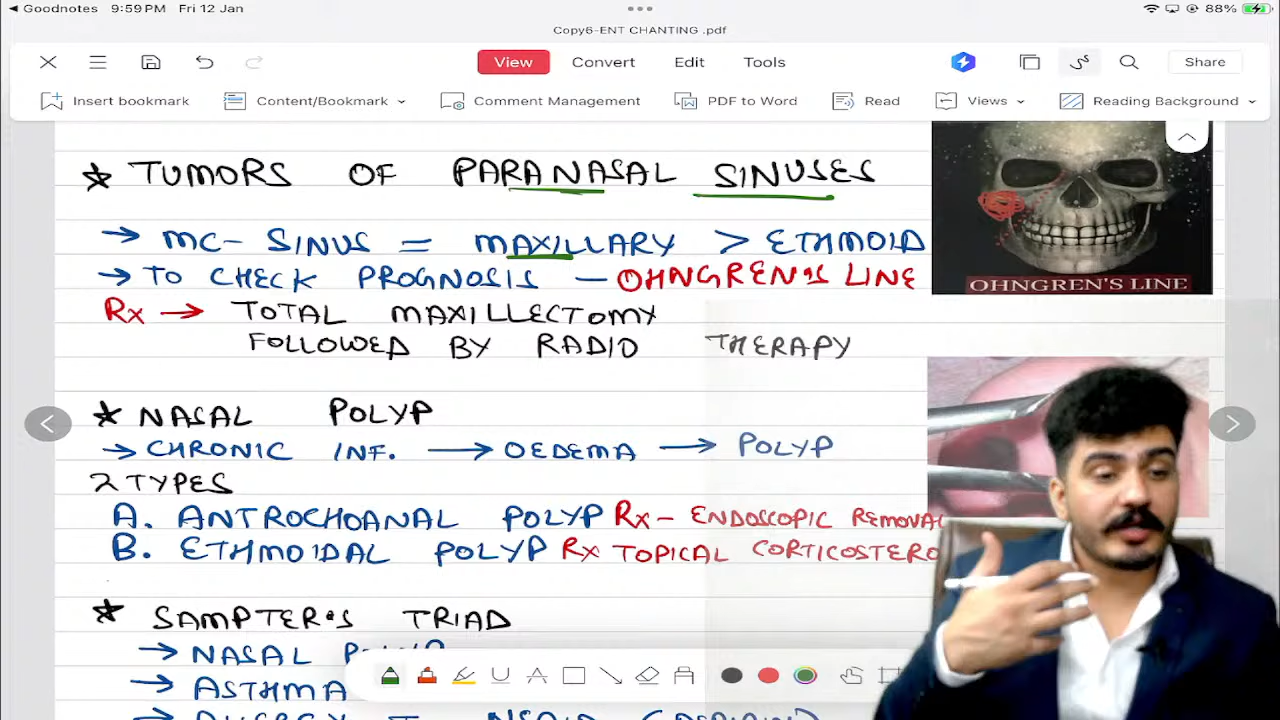 Goodnotes 9:59 PM Fri 12 Jan 88%
Copy6-ENT CHANTING .pdf
View Convert Edit Tools Share
Insert bookmark Content/Bookmark Comment Management PDF to Word Read Views Reading Background
* TUMORS OF PARANASAL SINUSES
→ MC- SINUS = MAXILLARY > ETHMOID
→ TO CHECK PROGNOSIS - OHNGREN'S LINE
OHNGREN'S LINE
Rx → TOTAL MAXILLECTOMY
FOLLOWED BY RADIO THERAPY
* NASAL POLYP
→ CHRONIC INF. → OEDEMA → POLYP
2 TYPES
A. ANTROCHOANAL POLYP Rx - ENDOSCOPIC REMOVAL
B. ETHMOIDAL POLYP Rx TOPICAL CORTICOSTERO
* SAMPTER'S TRIAD
→ NASAL
→ ASTHMA